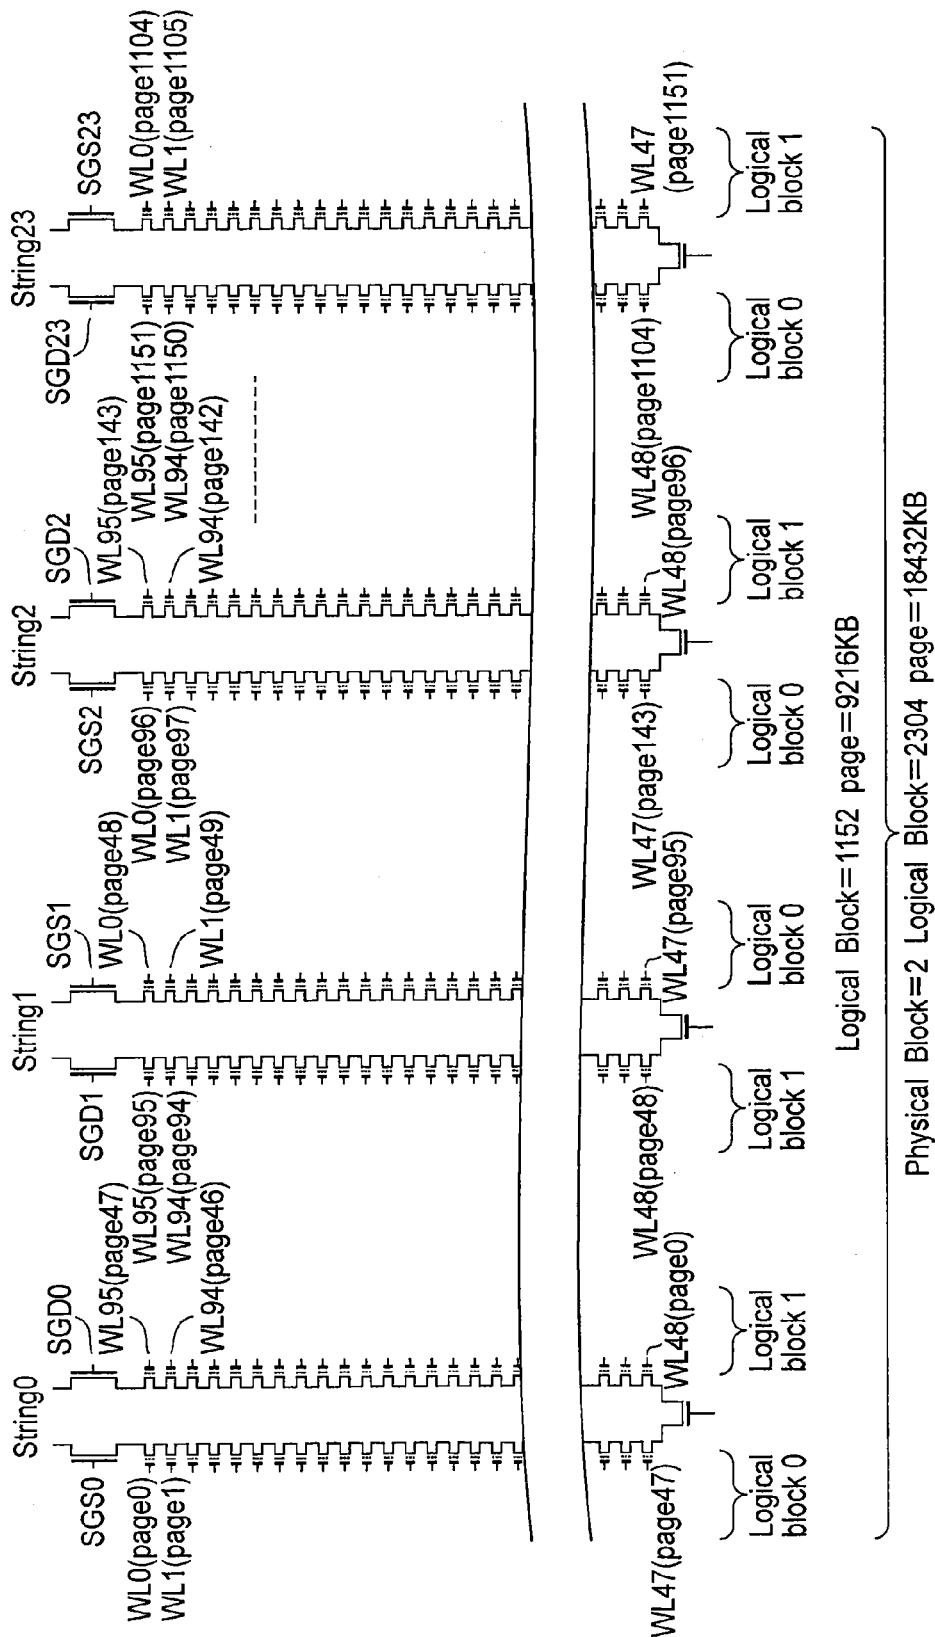 String0
SGS0
SGD0
WL0(page0)
WL1(page1)
WL95(page47)
WL94(page46)
WL47(page47)
WL48(page0)
Logical
block 0
Logical
block 1
String1
SGD1
SGS1
WL95(page95)
WL94(page94)
WL0(page48)
WL1(page49)
WL48(page48)
WL47(page95)
Logical
block 1
Logical
block 0
String2
SGS2
SGD2
WL0(page96)
WL1(page97)
WL95(page143)
WL94(page142)
WL47(page143)
WL48(page96)
Logical
block 0
Logical
block 1
String23
SGD23
SGS23
WL95(page1151)
WL94(page1150)
WL0(page1104)
WL1(page1105)
WL48(page1104)
WL47
(page1151)
Logical
block 0
Logical
block 1
Logical Block=1152 page=9216KB
Physical Block=2 Logical Block=2304 page=18432KB